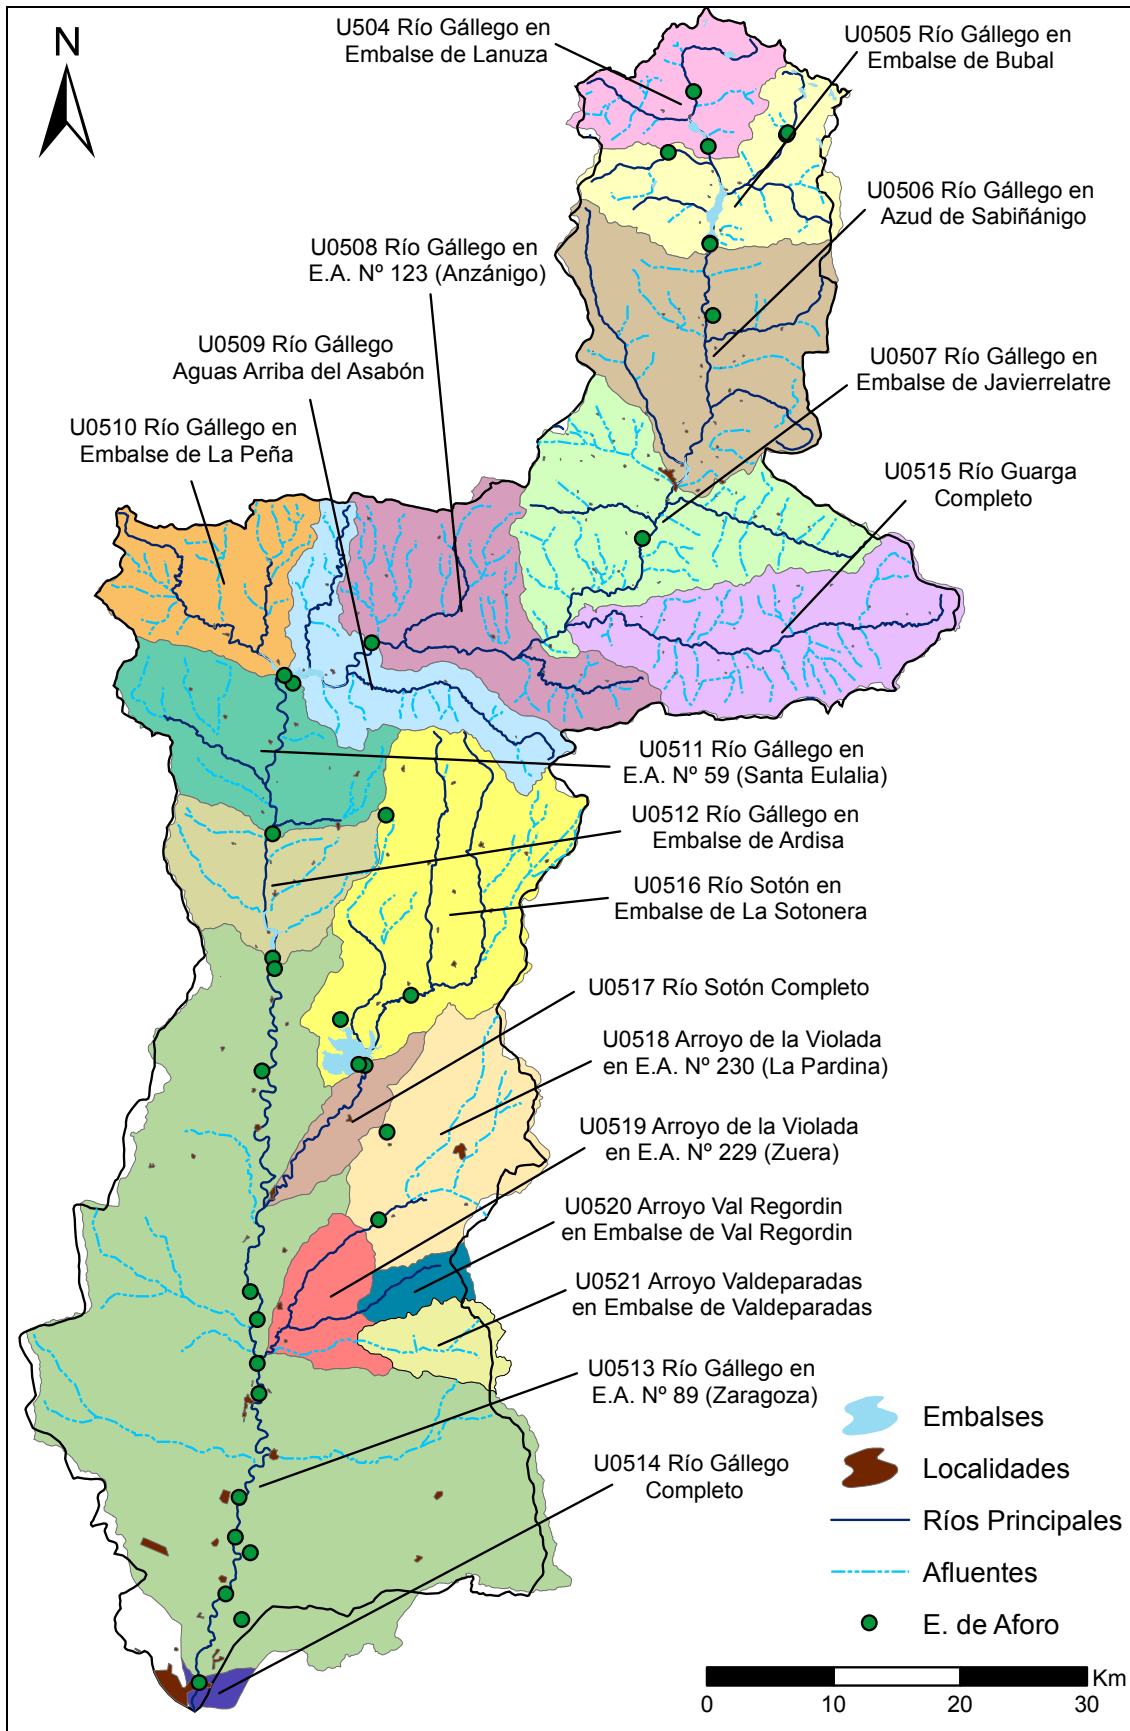 N
U504 Río Gállego en
Embalse de Lanuza
U0505 Río Gállego en
Embalse de Bubal
U0506 Río Gállego en
Azud de Sabiñánigo
U0508 Río Gállego en
E.A. Nº 123 (Anzánigo)
U0509 Río Gállego
Aguas Arriba del Asabón
U0507 Río Gállego en
Embalse de Javierrelatre
U0510 Río Gállego en
Embalse de La Peña
U0515 Río Guarga
Completo
U0511 Río Gállego en
E.A. Nº 59 (Santa Eulalia)
U0512 Río Gállego en
Embalse de Ardisa
U0516 Río Sotón en
Embalse de La Sotonera
U0517 Río Sotón Completo
U0518 Arroyo de la Violada
en E.A. Nº 230 (La Pardina)
U0519 Arroyo de la Violada
en E.A. Nº 229 (Zuera)
U0520 Arroyo Val Regordin
en Embalse de Val Regordin
U0521 Arroyo Valdeparadas
en Embalse de Valdeparadas
U0513 Río Gállego en
E.A. Nº 89 (Zaragoza)
U0514 Río Gállego
Completo
Embalses
Localidades
Ríos Principales
Afluentes
E. de Aforo
Km
0 10 20 30